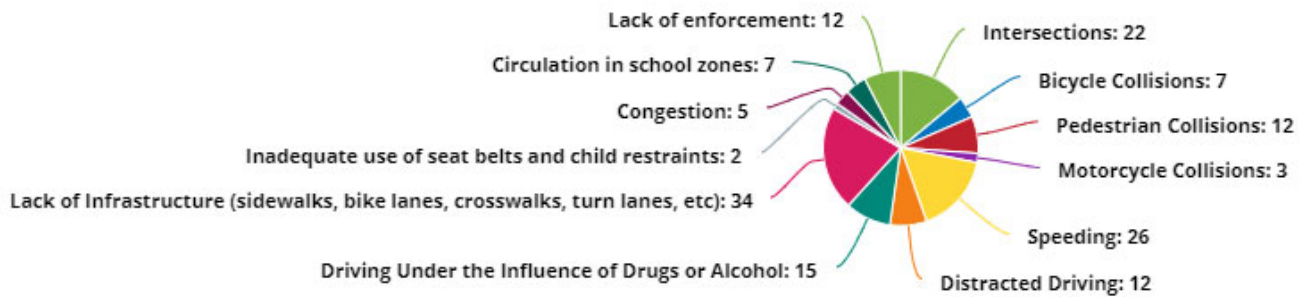 Lack of enforcement: 12
Intersections: 22
Circulation in school zones: 7
Bicycle Collisions: 7
Congestion: 5
Pedestrian Collisions: 12
Inadequate use of seat belts and child restraints: 2
Motorcycle Collisions: 3
Lack of Infrastructure (sidewalks, bike lanes, crosswalks, turn lanes, etc): 34
Speeding: 26
Driving Under the Influence of Drugs or Alcohol: 15
Distracted Driving: 12